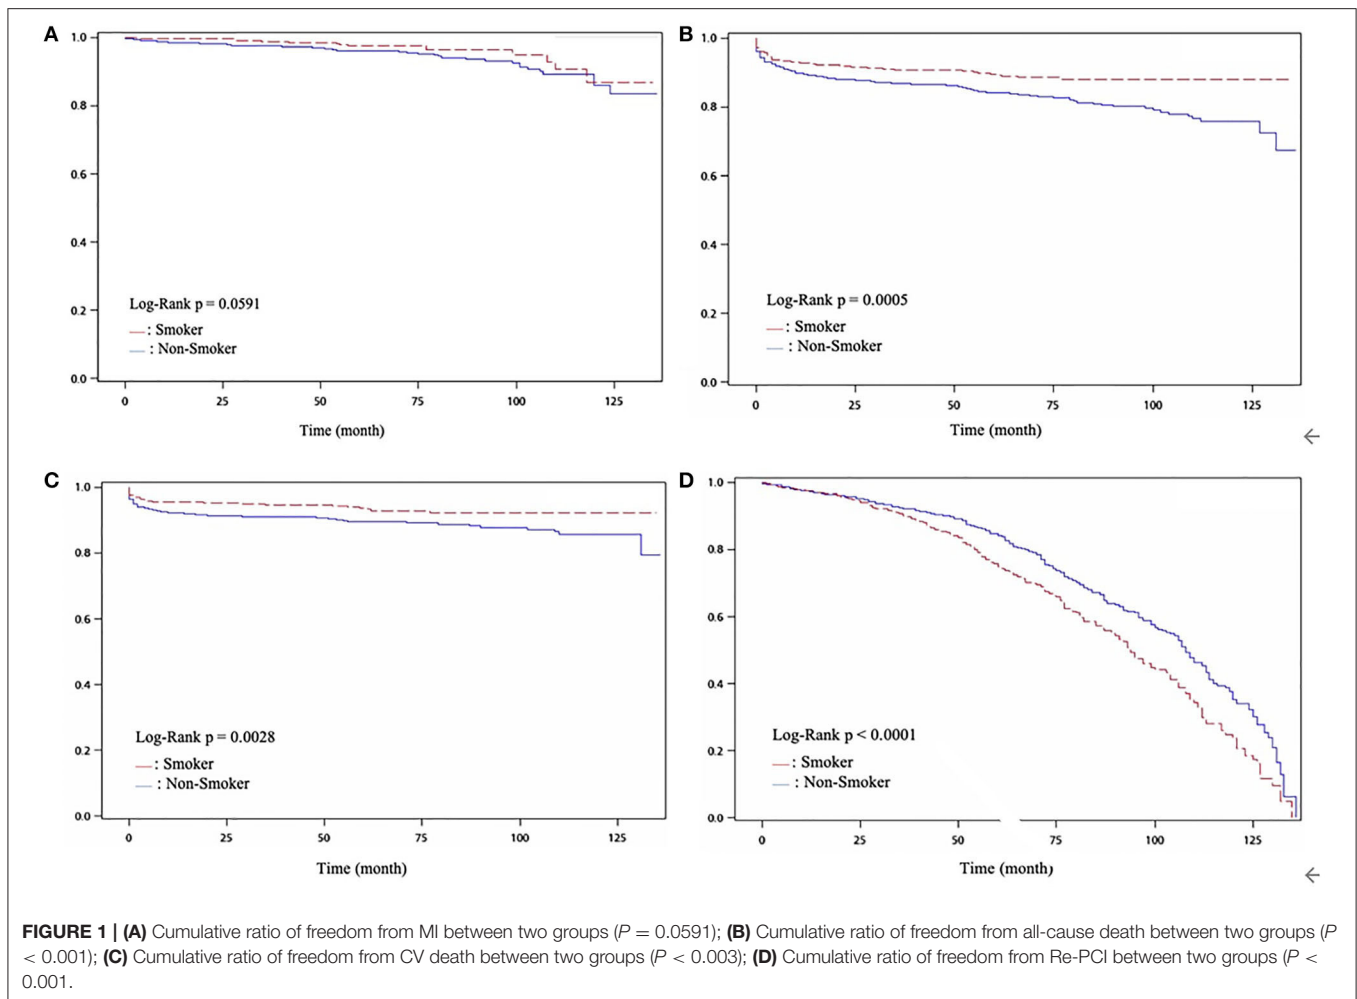 A
1.0
0.8
0.6
0.4
0.2
0.0
Log-Rank p = 0.0591
: Smoker
: Non-Smoker
0 25 50 75 100 125
Time (month)
B
1.0
0.8
0.6
0.4
0.2
0.0
Log-Rank p = 0.0005
: Smoker
: Non-Smoker
0 25 50 75 100 125
Time (month)
←
C
1.0
0.8
0.6
0.4
0.2
0.0
Log-Rank p = 0.0028
: Smoker
: Non-Smoker
0 25 50 75 100 125
Time (month)
D
1.0
0.8
0.6
0.4
0.2
0.0
Log-Rank p < 0.0001
: Smoker
: Non-Smoker
0 25 50 75 100 125
Time (month)
←
FIGURE 1 | (A) Cumulative ratio of freedom from MI between two groups (P = 0.0591); (B) Cumulative ratio of freedom from all-cause death between two groups (P
< 0.001); (C) Cumulative ratio of freedom from CV death between two groups (P < 0.003); (D) Cumulative ratio of freedom from Re-PCI between two groups (P <
0.001.